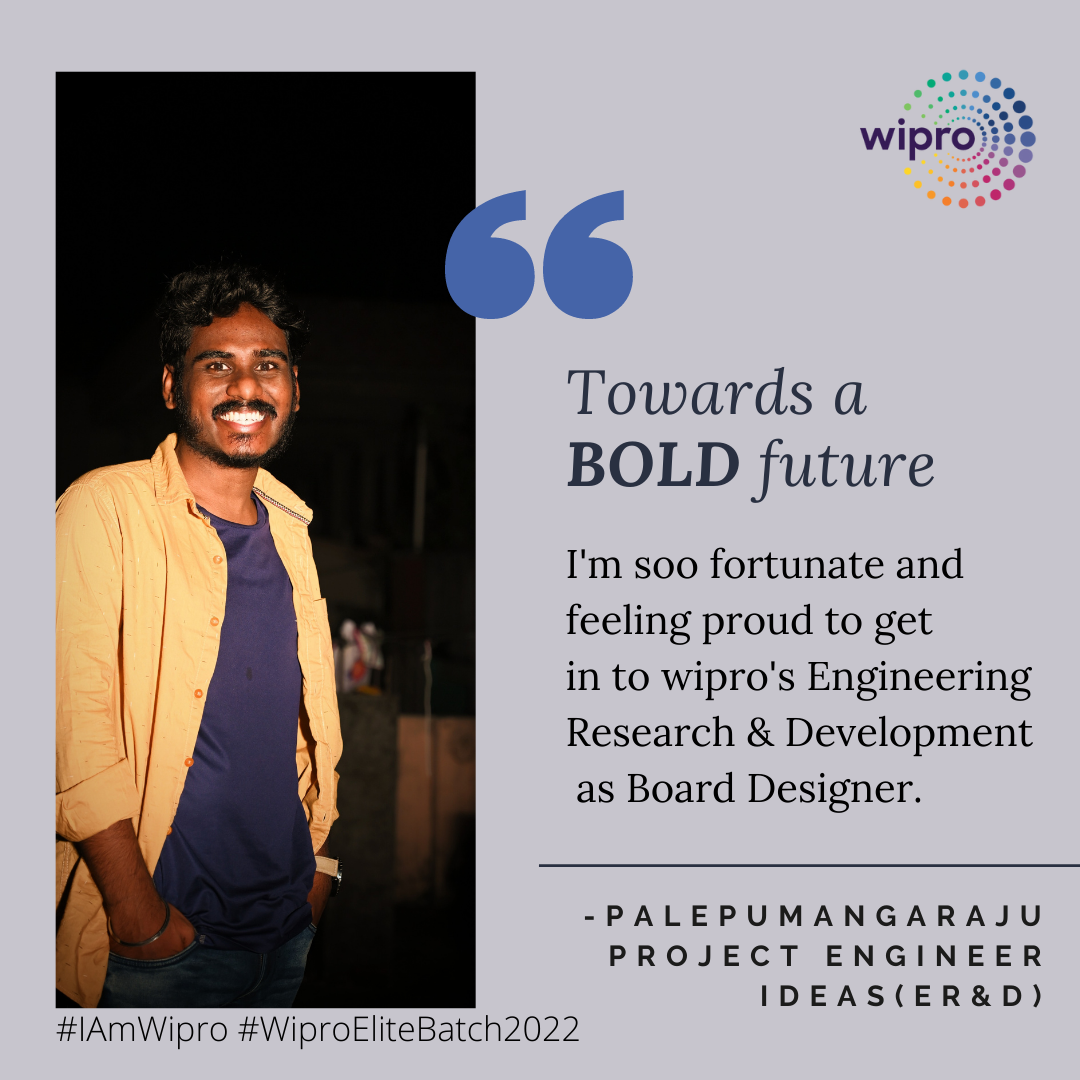 wipro
Towards a
BOLD future
I'm soo fortunate and
feeling proud to get
in to wipro's Engineering
Research & Development
as Board Designer.
-PALEPUMANGARAJU
PROJECT ENGINEER
IDEAS(ER&D)
#IAmWipro #WiproEliteBatch2022